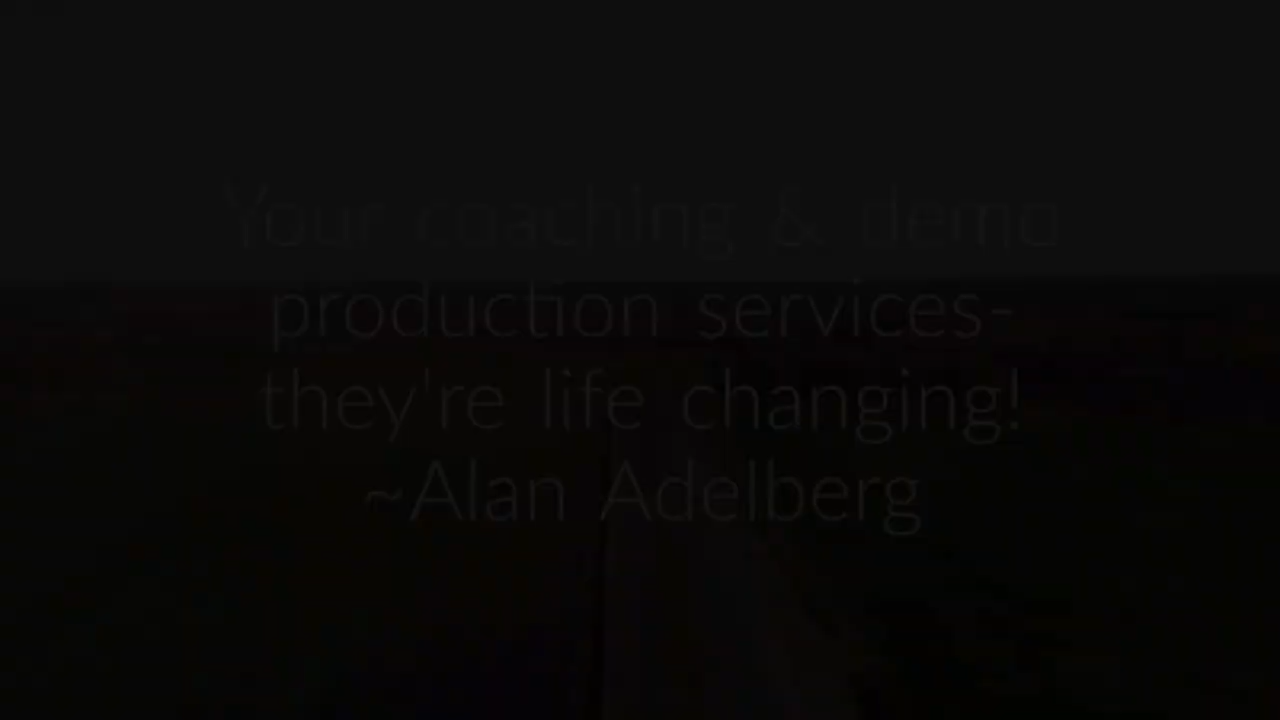 Your coaching & demo
production services-
they're life changing!
~Alan Adelberg